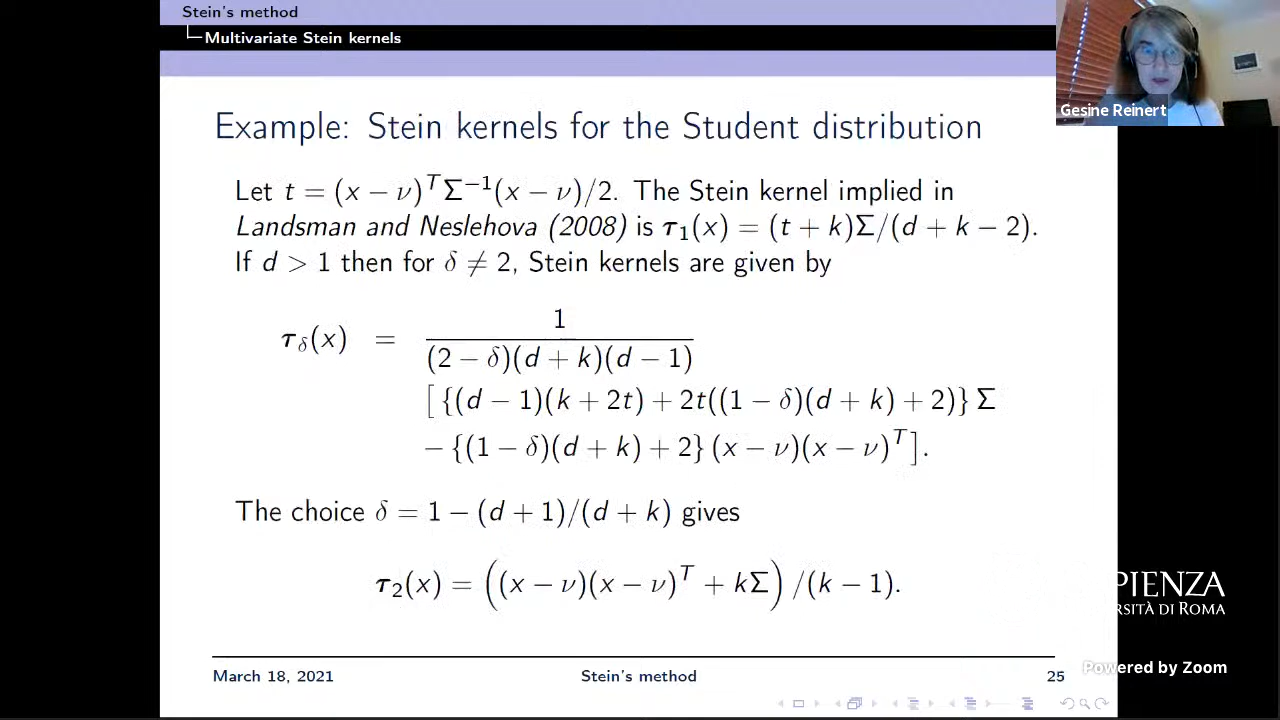 Stein's method
Multivariate Stein kernels
Gesine Reinert
Example: Stein kernels for the Student distribution
Let t = (x − ν)ᵀΣ⁻¹(x − ν)/2. The Stein kernel implied in
Landsman and Neslehova (2008) is τ₁(x) = (t + k)Σ/(d + k − 2).
If d > 1 then for δ ≠ 2, Stein kernels are given by
τ_δ(x) = 1 / ((2 − δ)(d + k)(d − 1))
[ {(d − 1)(k + 2t) + 2t((1 − δ)(d + k) + 2)} Σ
− {(1 − δ)(d + k) + 2} (x − ν)(x − ν)ᵀ ].
The choice δ = 1 − (d + 1)/(d + k) gives
τ₂(x) = ((x − ν)(x − ν)ᵀ + kΣ) /(k − 1).
PIENZA
RSITÀ DI ROMA
Powered by Zoom
March 18, 2021
Stein's method
25